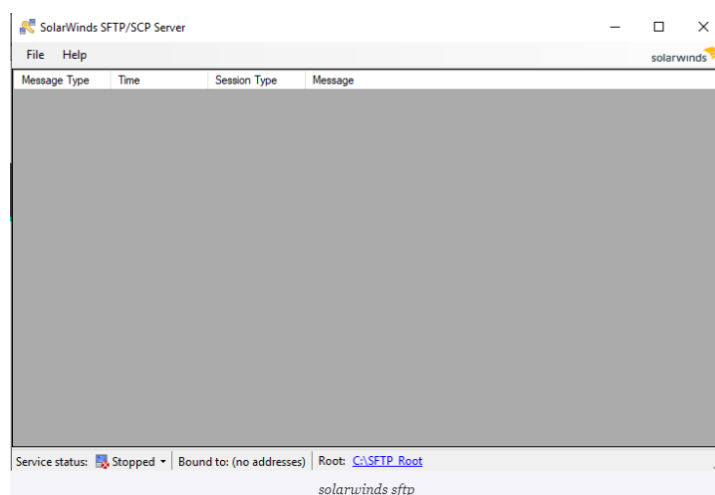 SolarWinds SFTP/SCP Server
File Help solarwinds
Message Type Time Session Type Message
Service status: Stopped Bound to: (no addresses) Root: C:\SFTP_Root
solarwinds sftp